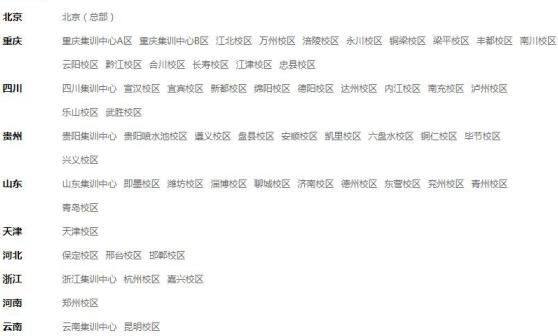 北京 北京（总部）
重庆 重庆集训中心A区 重庆集训中心B区 江北校区 万州校区 涪陵校区 永川校区 铜梁校区 梁平校区 丰都校区 南川校区
云阳校区 黔江校区 合川校区 长寿校区 江津校区 忠县校区
四川 四川集训中心 宣汉校区 宜宾校区 新都校区 绵阳校区 德阳校区 达州校区 内江校区 南充校区 泸州校区
乐山校区 武胜校区
贵州 贵阳集训中心 贵阳喷水池校区 遵义校区 盘县校区 安顺校区 凯里校区 六盘水校区 铜仁校区 毕节校区
兴义校区
山东 山东集训中心 即墨校区 潍坊校区 淄博校区 聊城校区 济南校区 德州校区 东营校区 兖州校区 青州校区
青岛校区
天津 天津校区
河北 保定校区 邢台校区 邯郸校区
浙江 浙江集训中心 杭州校区 嘉兴校区
河南 郑州校区
云南 云南集训中心 昆明校区